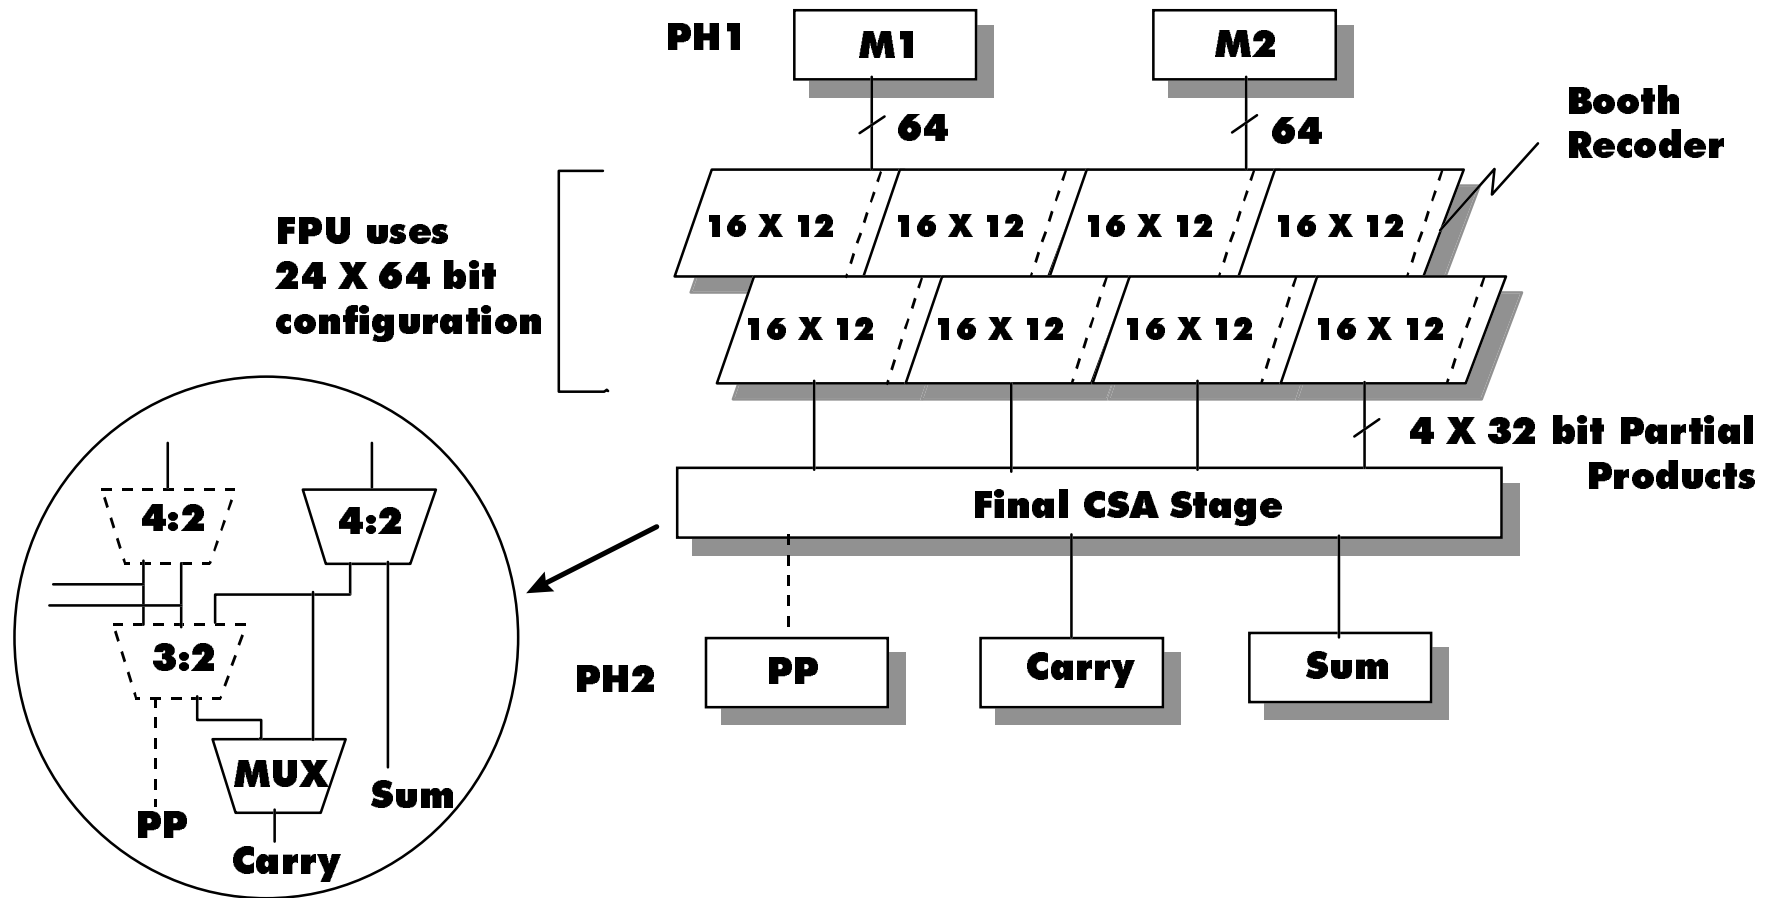 PH1
M1
M2
64
64
Booth
Recoder
16 X 12
16 X 12
16 X 12
16 X 12
FPU uses
24 X 64 bit
configuration
16 X 12
16 X 12
16 X 12
16 X 12
4 X 32 bit Partial
Products
Final CSA Stage
4:2
4:2
3:2
MUX
Sum
PP
Carry
PH2
PP
Carry
Sum